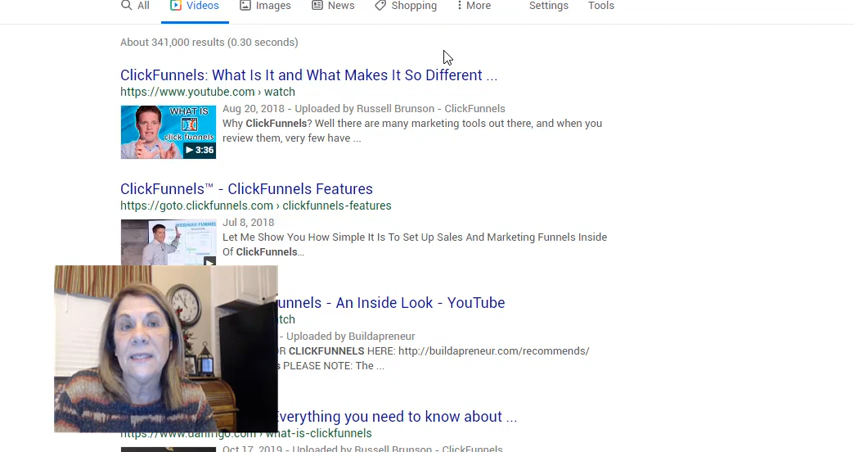 All Videos Images News Shopping More Settings Tools
About 341,000 results (0.30 seconds)
ClickFunnels: What Is It and What Makes It So Different ...
https://www.youtube.com › watch
Aug 20, 2018 - Uploaded by Russell Brunson - ClickFunnels
Why ClickFunnels? Well there are many marketing tools out there, and when you
review them, very few have ...
WHAT IS
click funnels
3:36
ClickFunnels™ - ClickFunnels Features
https://goto.clickfunnels.com › clickfunnels-features
Jul 8, 2018
Let Me Show You How Simple It Is To Set Up Sales And Marketing Funnels Inside
Of ClickFunnels...
unnels - An Inside Look - YouTube
tch
- Uploaded by Buildapreneur
OR CLICKFUNNELS HERE: http://buildapreneur.com/recommends/
s PLEASE NOTE: The ...
Everything you need to know about ...
› what-is-clickfunnels
Oct 17, 2019 - Uploaded by Russell Brunson - ClickFunnels